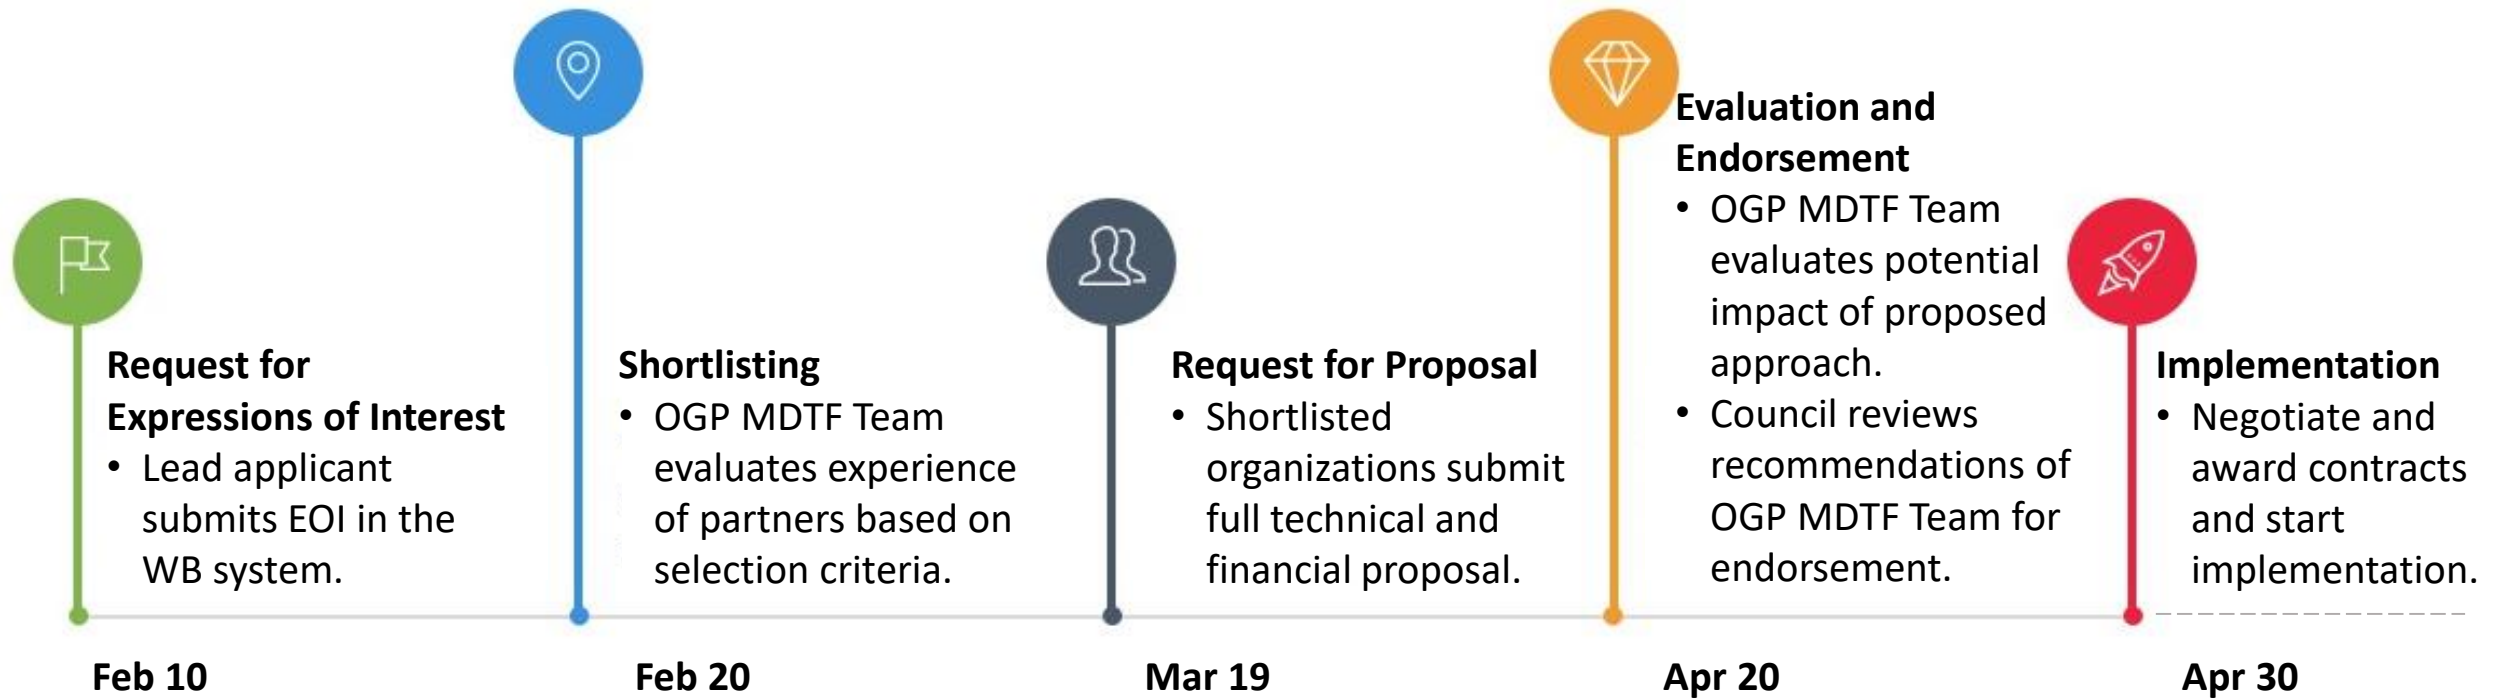 Request for
Expressions of Interest
• Lead applicant
submits EOI in the
WB system.
Feb 10
Shortlisting
• OGP MDTF Team
evaluates experience
of partners based on
selection criteria.
Feb 20
Request for Proposal
• Shortlisted
organizations submit
full technical and
financial proposal.
Mar 19
Evaluation and
Endorsement
• OGP MDTF Team
evaluates potential
impact of proposed
approach.
• Council reviews
recommendations of
OGP MDTF Team for
endorsement.
Apr 20
Implementation
• Negotiate and
award contracts
and start
implementation.
Apr 30